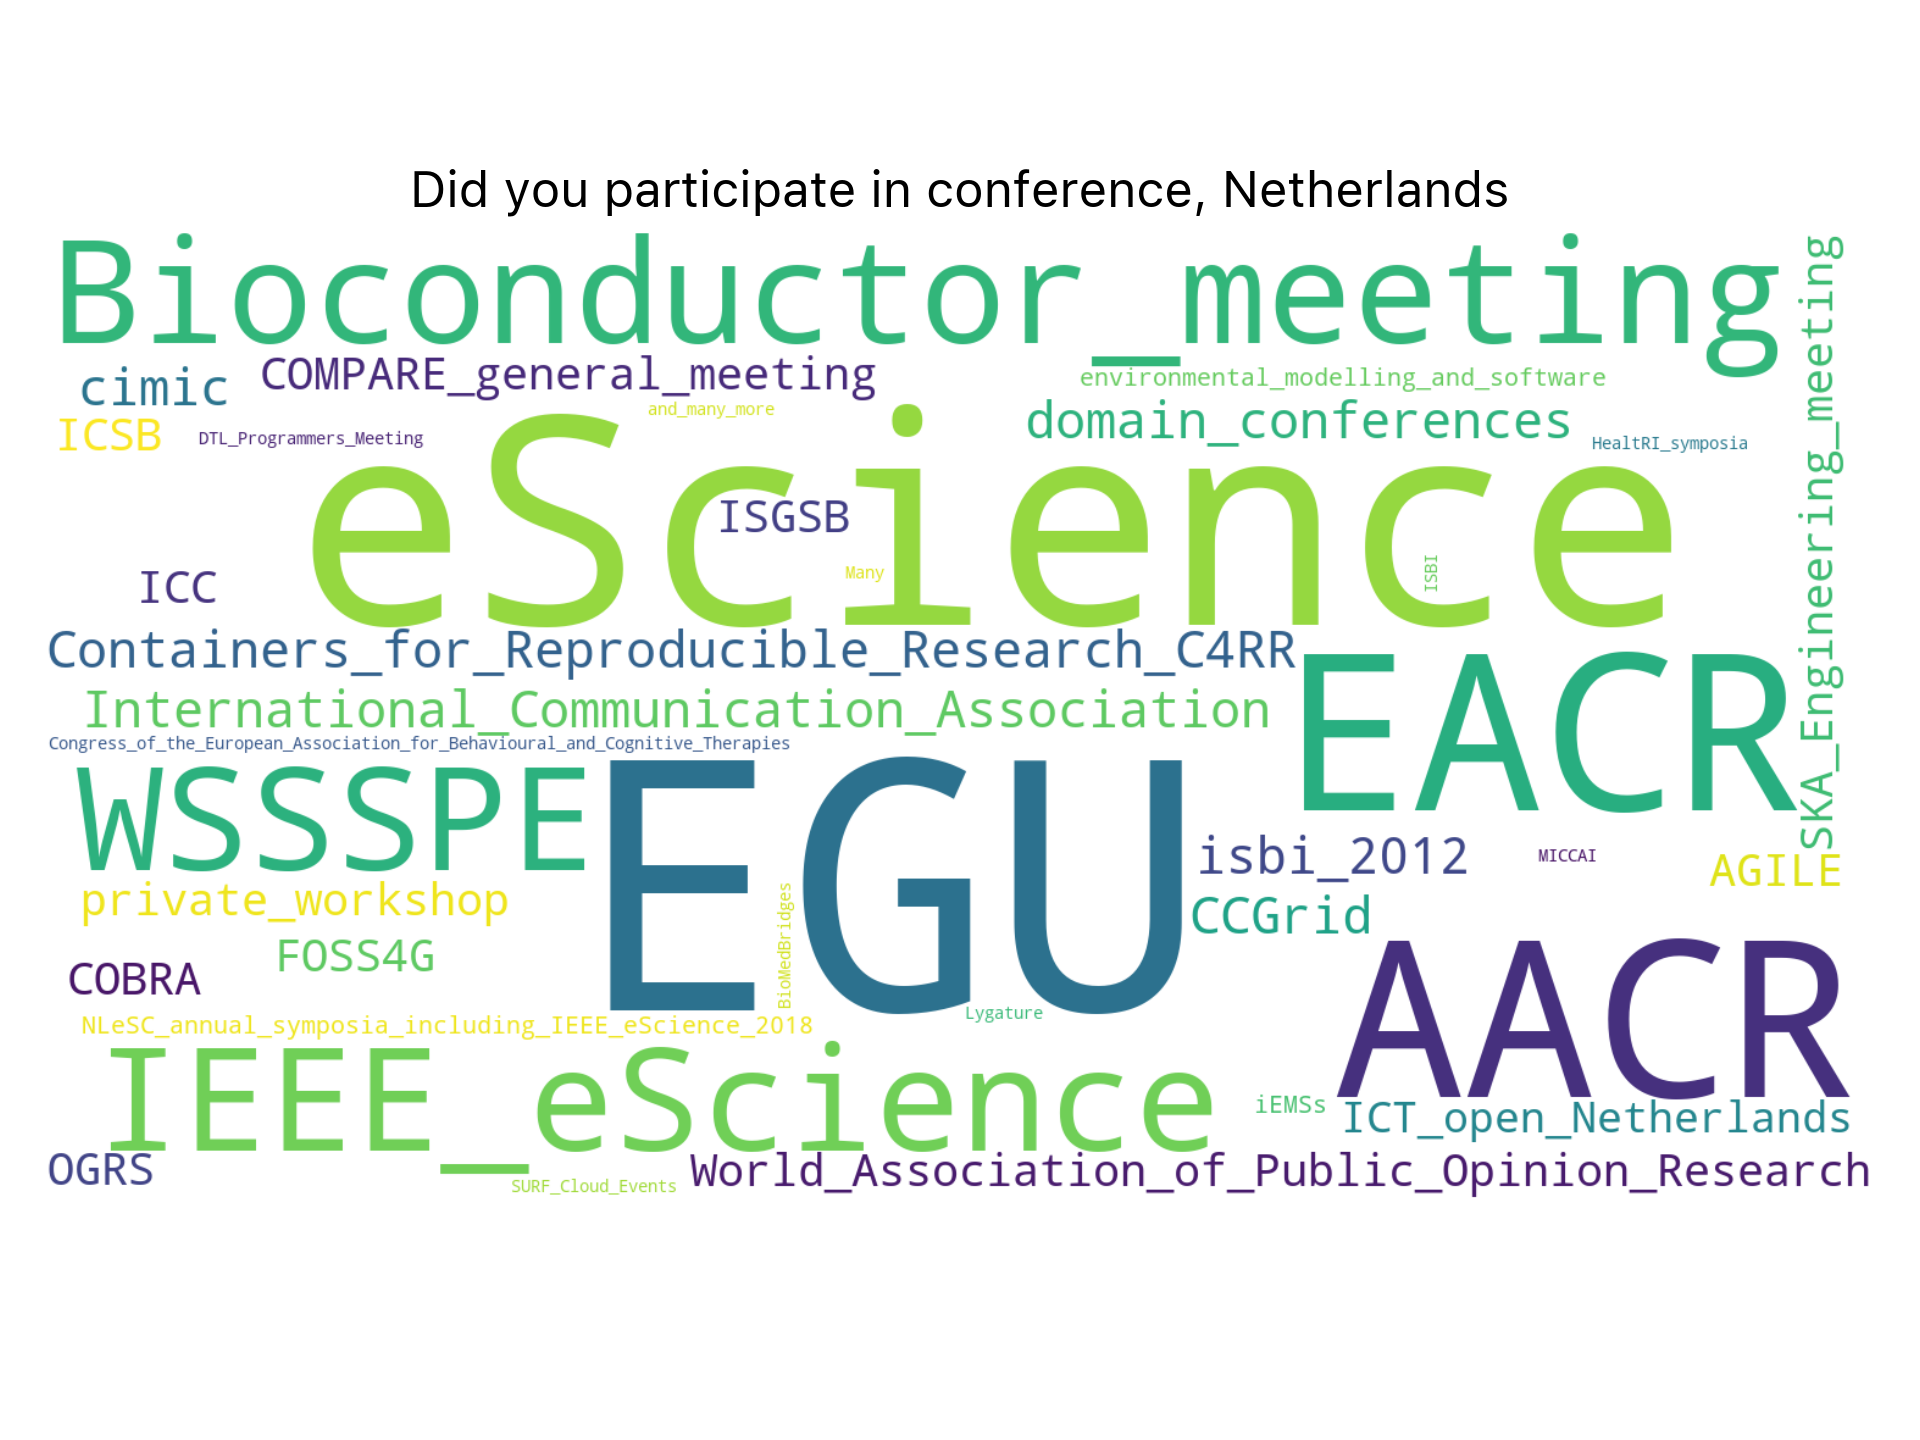 Did you participate in conference, Netherlands
Bioconductor_meeting
SKA_Engineering_meeting
cimic
COMPARE_general_meeting
environmental_modelling_and_software
and_many_more
domain_conferences
ICSB
DTL_Programmers_Meeting
HealtRI_symposia
eScience
ISGSB
Many
ISBI
ICC
Containers_for_Reproducible_Research_C4RR
International_Communication_Association
EACR
Congress_of_the_European_Association_for_Behavioural_and_Cognitive_Therapies
WSSSPE
EGU
isbi_2012
MICCAI
AGILE
private_workshop
BioMedBridges
CCGrid
FOSS4G
COBRA
AACR
Lygature
NLeSC_annual_symposia_including_IEEE_eScience_2018
IEEE_eScience
iEMSs
ICT_open_Netherlands
OGRS
SURF_Cloud_Events
World_Association_of_Public_Opinion_Research